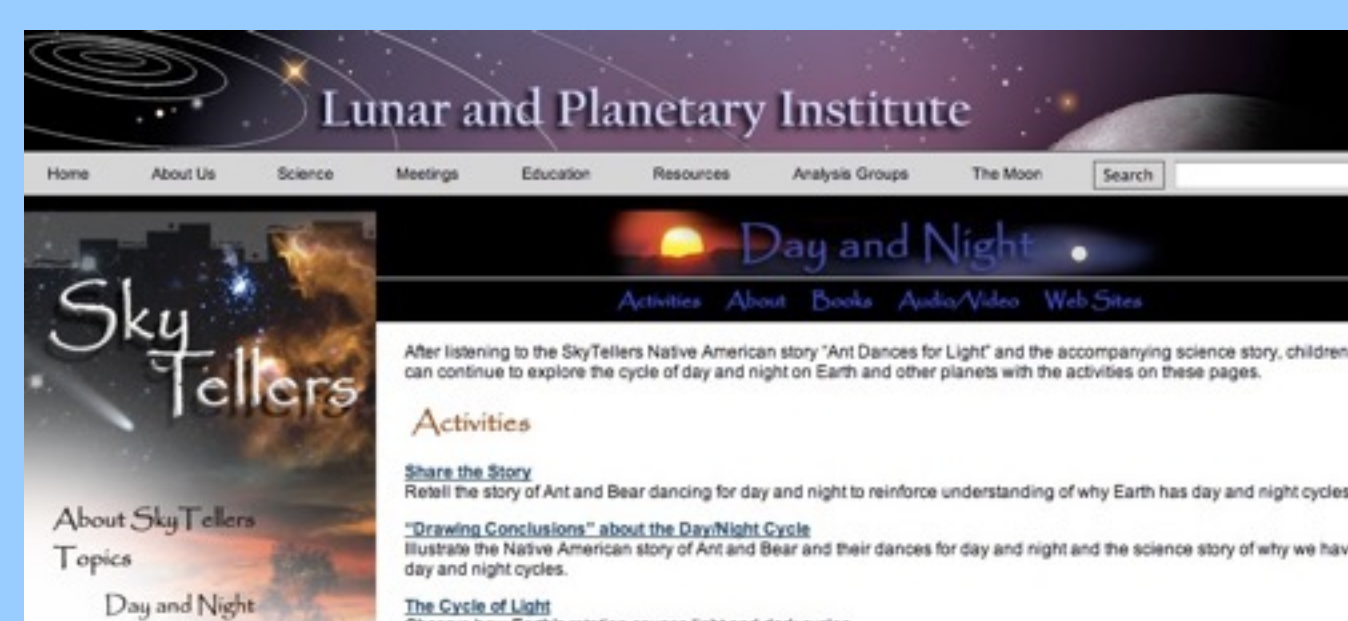 Lunar and Planetary Institute
Home About Us Science Meetings Education Resources Analysis Groups The Moon Search
Day and Night
Activities About Books Audio/Video Web Sites
Sky
Tellers
About SkyTellers
Topics
Day and Night
After listening to the SkyTellers Native American story "Ant Dances for Light" and the accompanying science story, children
can continue to explore the cycle of day and night on Earth and other planets with the activities on these pages.
Activities
Share the Story
Retell the story of Ant and Bear dancing for day and night to reinforce understanding of why Earth has day and night cycles
"Drawing Conclusions" about the Day/Night Cycle
Illustrate the Native American story of Ant and Bear and their dances for day and night and the science story of why we hav
day and night cycles.
The Cycle of Light